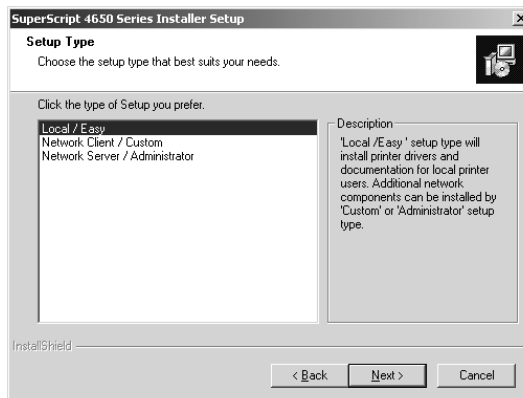 SuperScript 4650 Series Installer Setup
Setup Type
Choose the setup type that best suits your needs.
Click the type of Setup you prefer.
Local / Easy
Network Client / Custom
Network Server / Administrator
Description
'Local /Easy ' setup type will
install printer drivers and
documentation for local printer
users. Additional network
components can be installed by
'Custom' or 'Administrator' setup
type.
InstallShield
< Back
Next >
Cancel